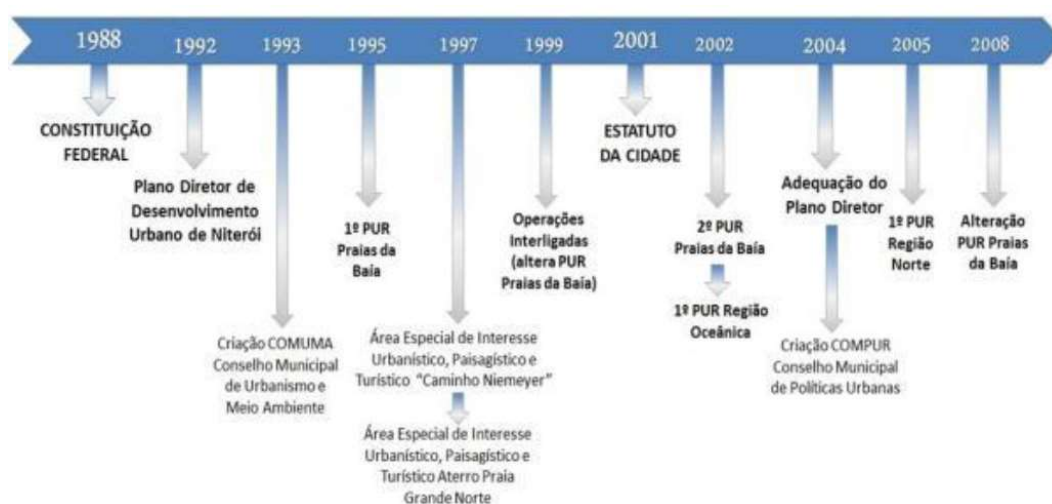 1988
1992
1993
1995
1997
1999
2001
2002
2004
2005
2008
CONSTITUIÇÃO
FEDERAL
Plano Diretor de
Desenvolvimento
Urbano de Niterói
Criação COMUMA
Conselho Municipal
de Urbanismo e
Meio Ambiente
1º PUR
Praias da
Baía
Área Especial de Interesse
Urbanístico, Paisagístico e
Turístico “Caminho Niemeyer”
Área Especial de Interesse
Urbanístico, Paisagístico e
Turístico Aterro Praia
Grande Norte
Operações
Interligadas
(altera PUR
Praias da Baía)
ESTATUTO
DA CIDADE
2º PUR
Praias da Baía
1º PUR Região
Oceânica
Adequação do
Plano Diretor
Criação COMPUR
Conselho Municipal
de Políticas Urbanas
1º PUR
Região
Norte
Alteração
PUR Praias
da Baía